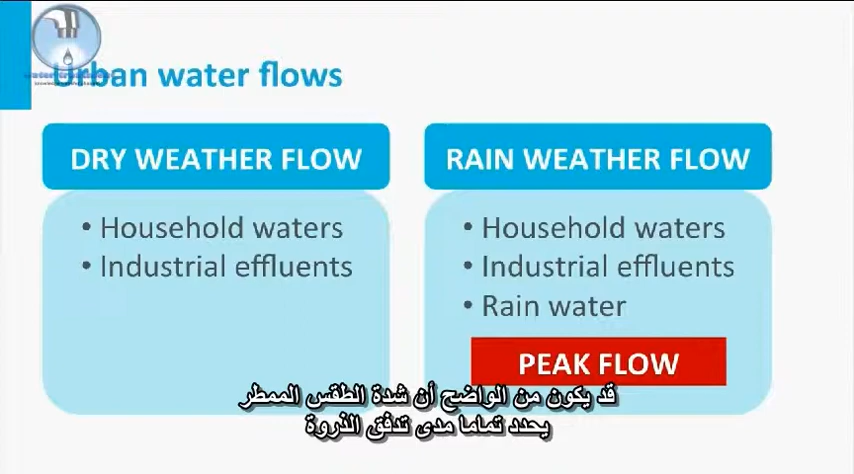 Urban water flows
DRY WEATHER FLOW
• Household waters
• Industrial effluents
RAIN WEATHER FLOW
• Household waters
• Industrial effluents
• Rain water
PEAK FLOW
قد يكون من الواضح أن شدة الطقس الممطر
يحدد تماما مدى تدفق الذروة